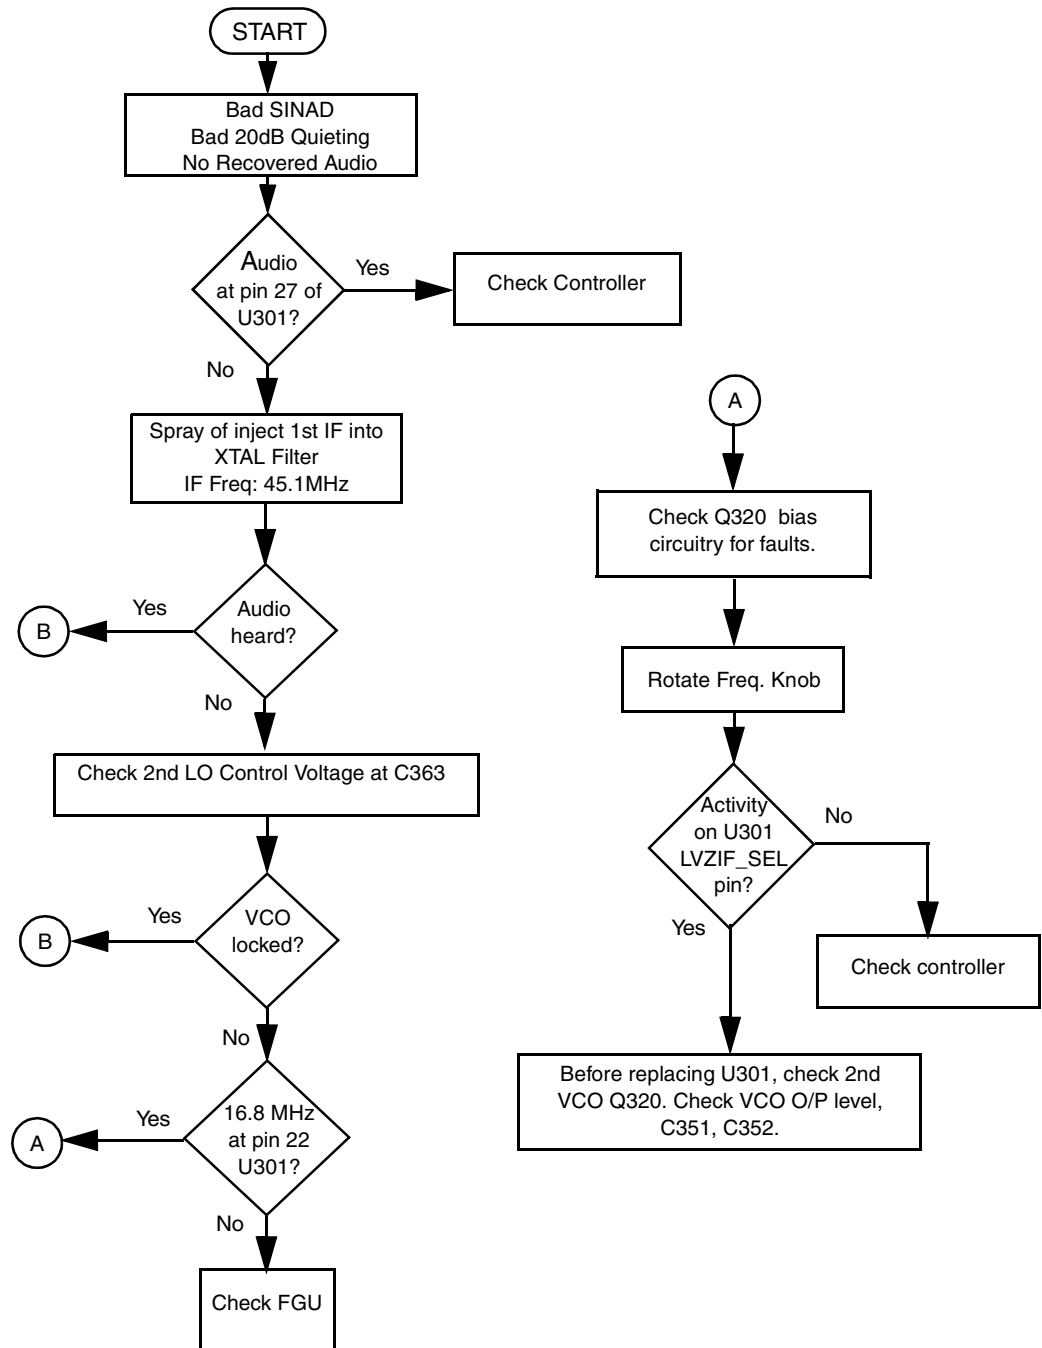 START
Bad SINAD
Bad 20dB Quieting
No Recovered Audio
Audio
at pin 27 of
U301?
Yes
Check Controller
No
Spray of inject 1st IF into
XTAL Filter
IF Freq: 45.1MHz
Audio
heard?
Yes
B
No
Check 2nd LO Control Voltage at C363
VCO
locked?
Yes
B
No
16.8 MHz
at pin 22
U301?
Yes
A
No
Check FGU
A
Check Q320 bias
circuitry for faults.
Rotate Freq. Knob
Activity
on U301
LVZIF_SEL
pin?
No
Check controller
Yes
Before replacing U301, check 2nd
VCO Q320. Check VCO O/P level,
C351, C352.